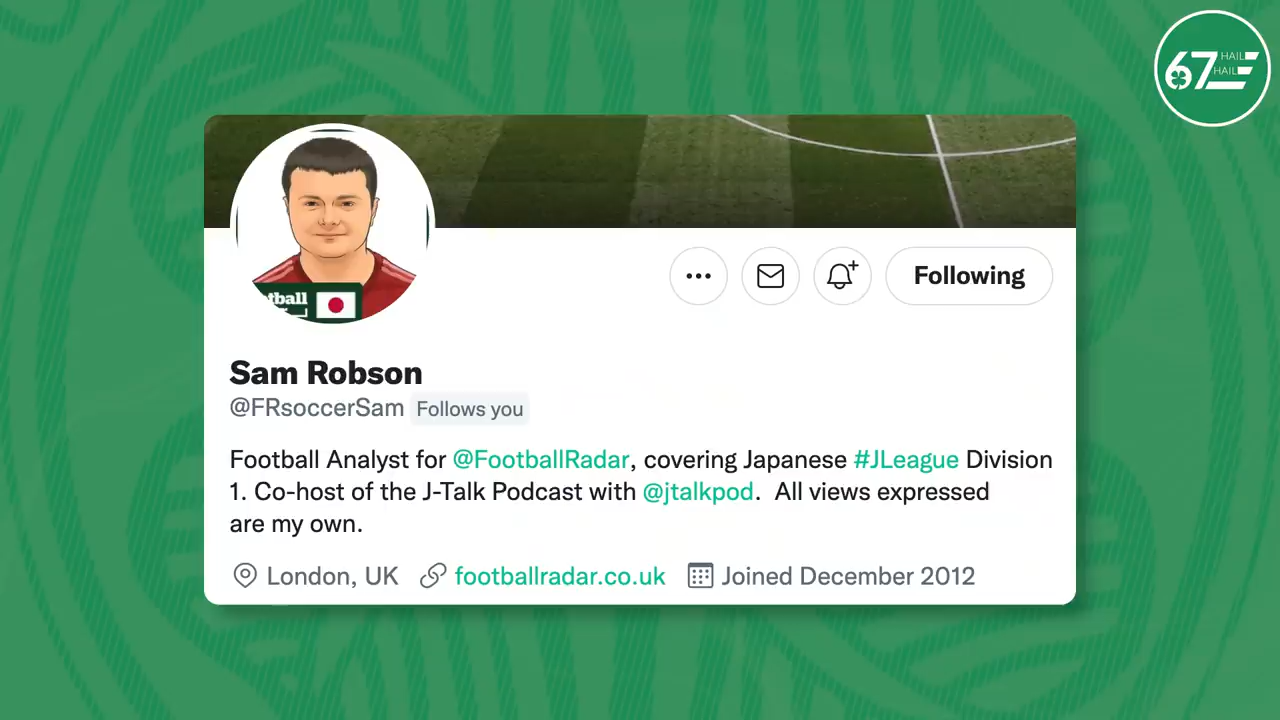 67 HAIL HAIL
Following
tball
Sam Robson
@FRsoccerSam Follows you
Football Analyst for @FootballRadar, covering Japanese #JLeague Division
1. Co-host of the J-Talk Podcast with @jtalkpod. All views expressed
are my own.
London, UK footballradar.co.uk Joined December 2012